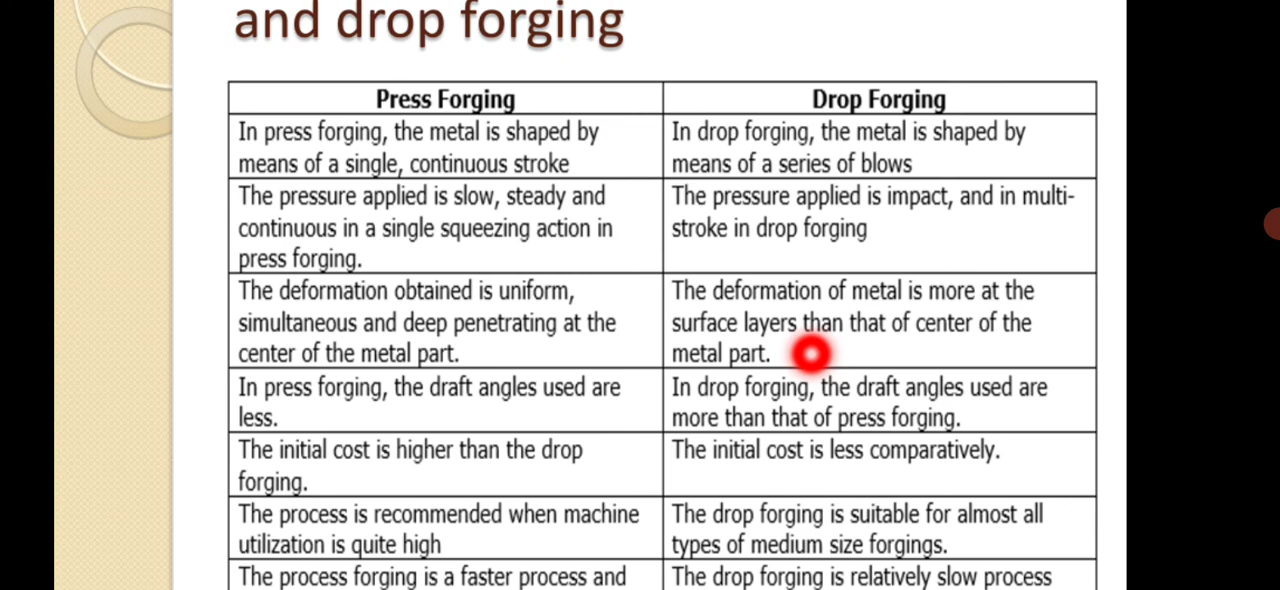 and drop forging
Press Forging
Drop Forging
In press forging, the metal is shaped by
means of a single, continuous stroke
In drop forging, the metal is shaped by
means of a series of blows
The pressure applied is slow, steady and
continuous in a single squeezing action in
press forging.
The pressure applied is impact, and in multi-
stroke in drop forging
The deformation obtained is uniform,
simultaneous and deep penetrating at the
center of the metal part.
The deformation of metal is more at the
surface layers than that of center of the
metal part.
In press forging, the draft angles used are
less.
In drop forging, the draft angles used are
more than that of press forging.
The initial cost is higher than the drop
forging.
The initial cost is less comparatively.
The process is recommended when machine
utilization is quite high
The drop forging is suitable for almost all
types of medium size forgings.
The process forging is a faster process and
The drop forging is relatively slow process